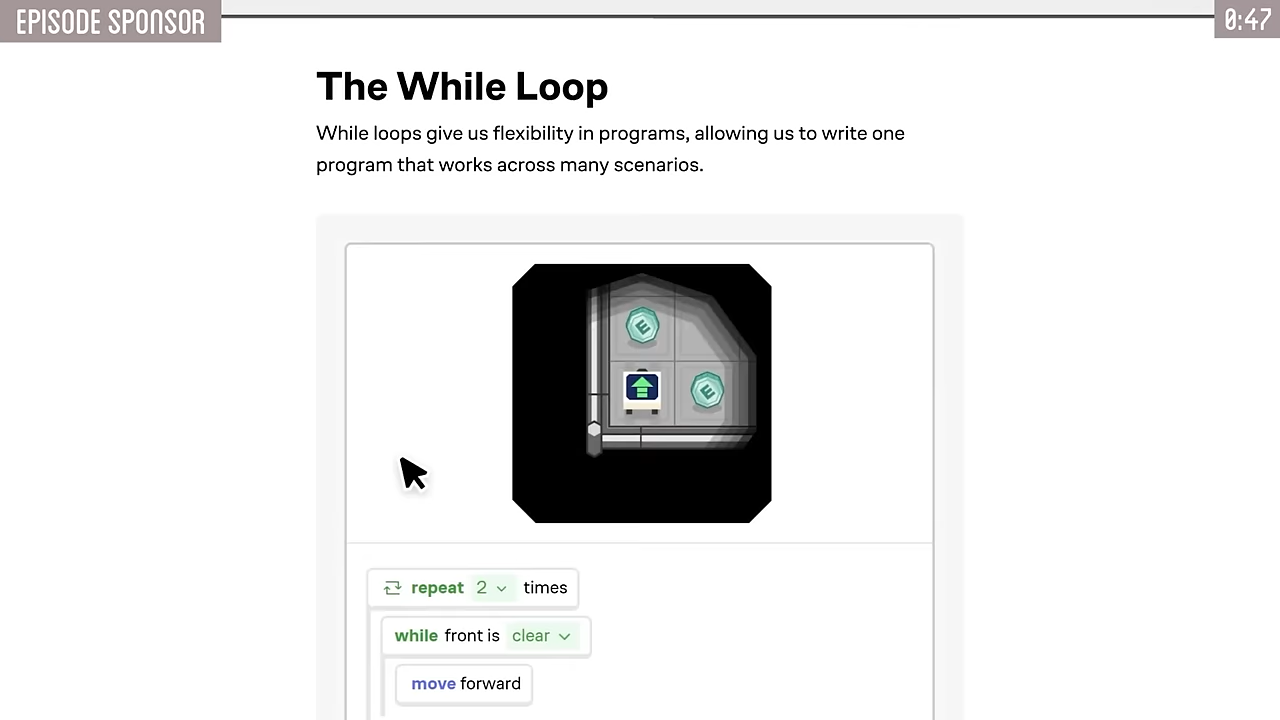 EPISODE SPONSOR
0:47
The While Loop
While loops give us flexibility in programs, allowing us to write one
program that works across many scenarios.
E
E
repeat 2 times
while front is clear
move forward